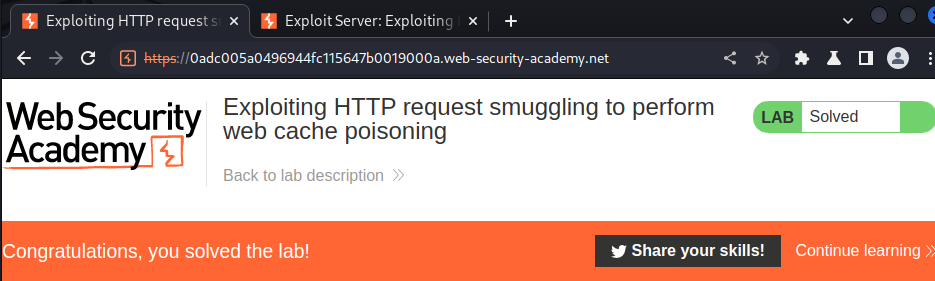 Exploiting HTTP request s
Exploit Server: Exploiting
https://0adc005a0496944fc115647b0019000a.web-security-academy.net
Web Security
Academy
Exploiting HTTP request smuggling to perform
web cache poisoning
LAB Solved
Back to lab description
Congratulations, you solved the lab!
Share your skills!
Continue learning